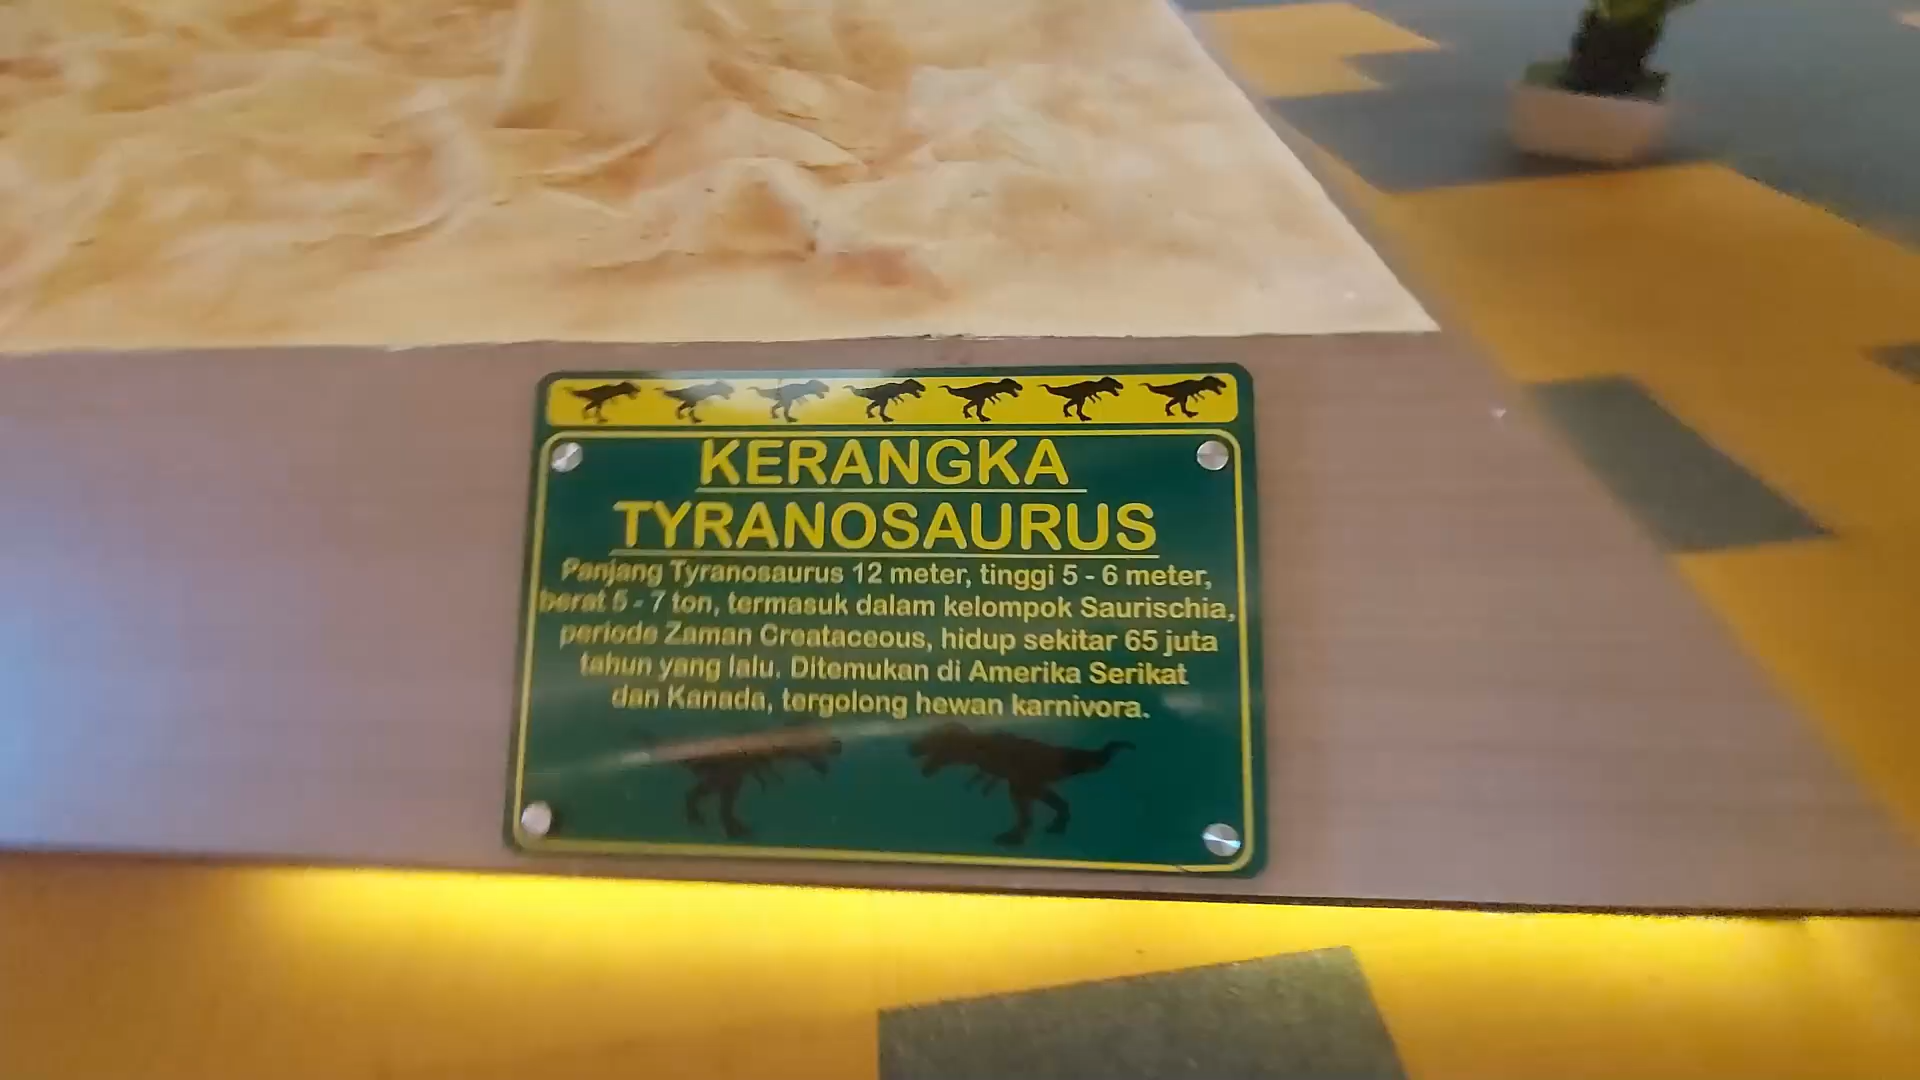 KERANGKA
TYRANOSAURUS
Panjang Tyranosaurus 12 meter, tinggi 5 - 6 meter,
berat 5 - 7 ton, termasuk dalam kelompok Saurischia,
periode Zaman Creataceous, hidup sekitar 65 juta
tahun yang lalu. Ditemukan di Amerika Serikat
dan Kanada, tergolong hewan karnivora.